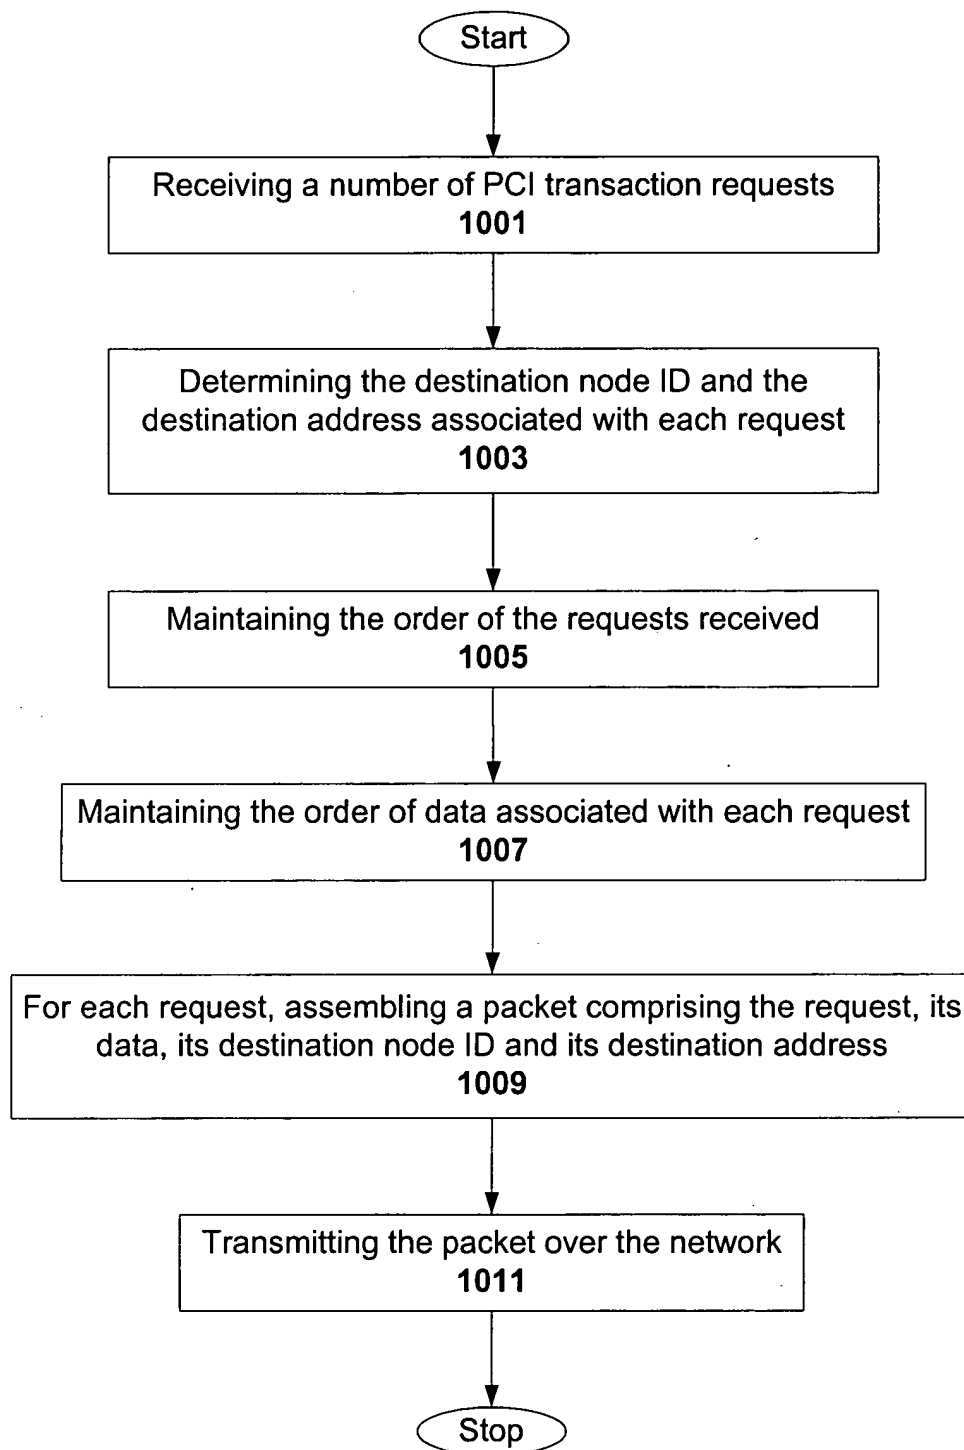 Start
Receiving a number of PCI transaction requests
1001
Determining the destination node ID and the
destination address associated with each request
1003
Maintaining the order of the requests received
1005
Maintaining the order of data associated with each request
1007
For each request, assembling a packet comprising the request, its
data, its destination node ID and its destination address
1009
Transmitting the packet over the network
1011
Stop